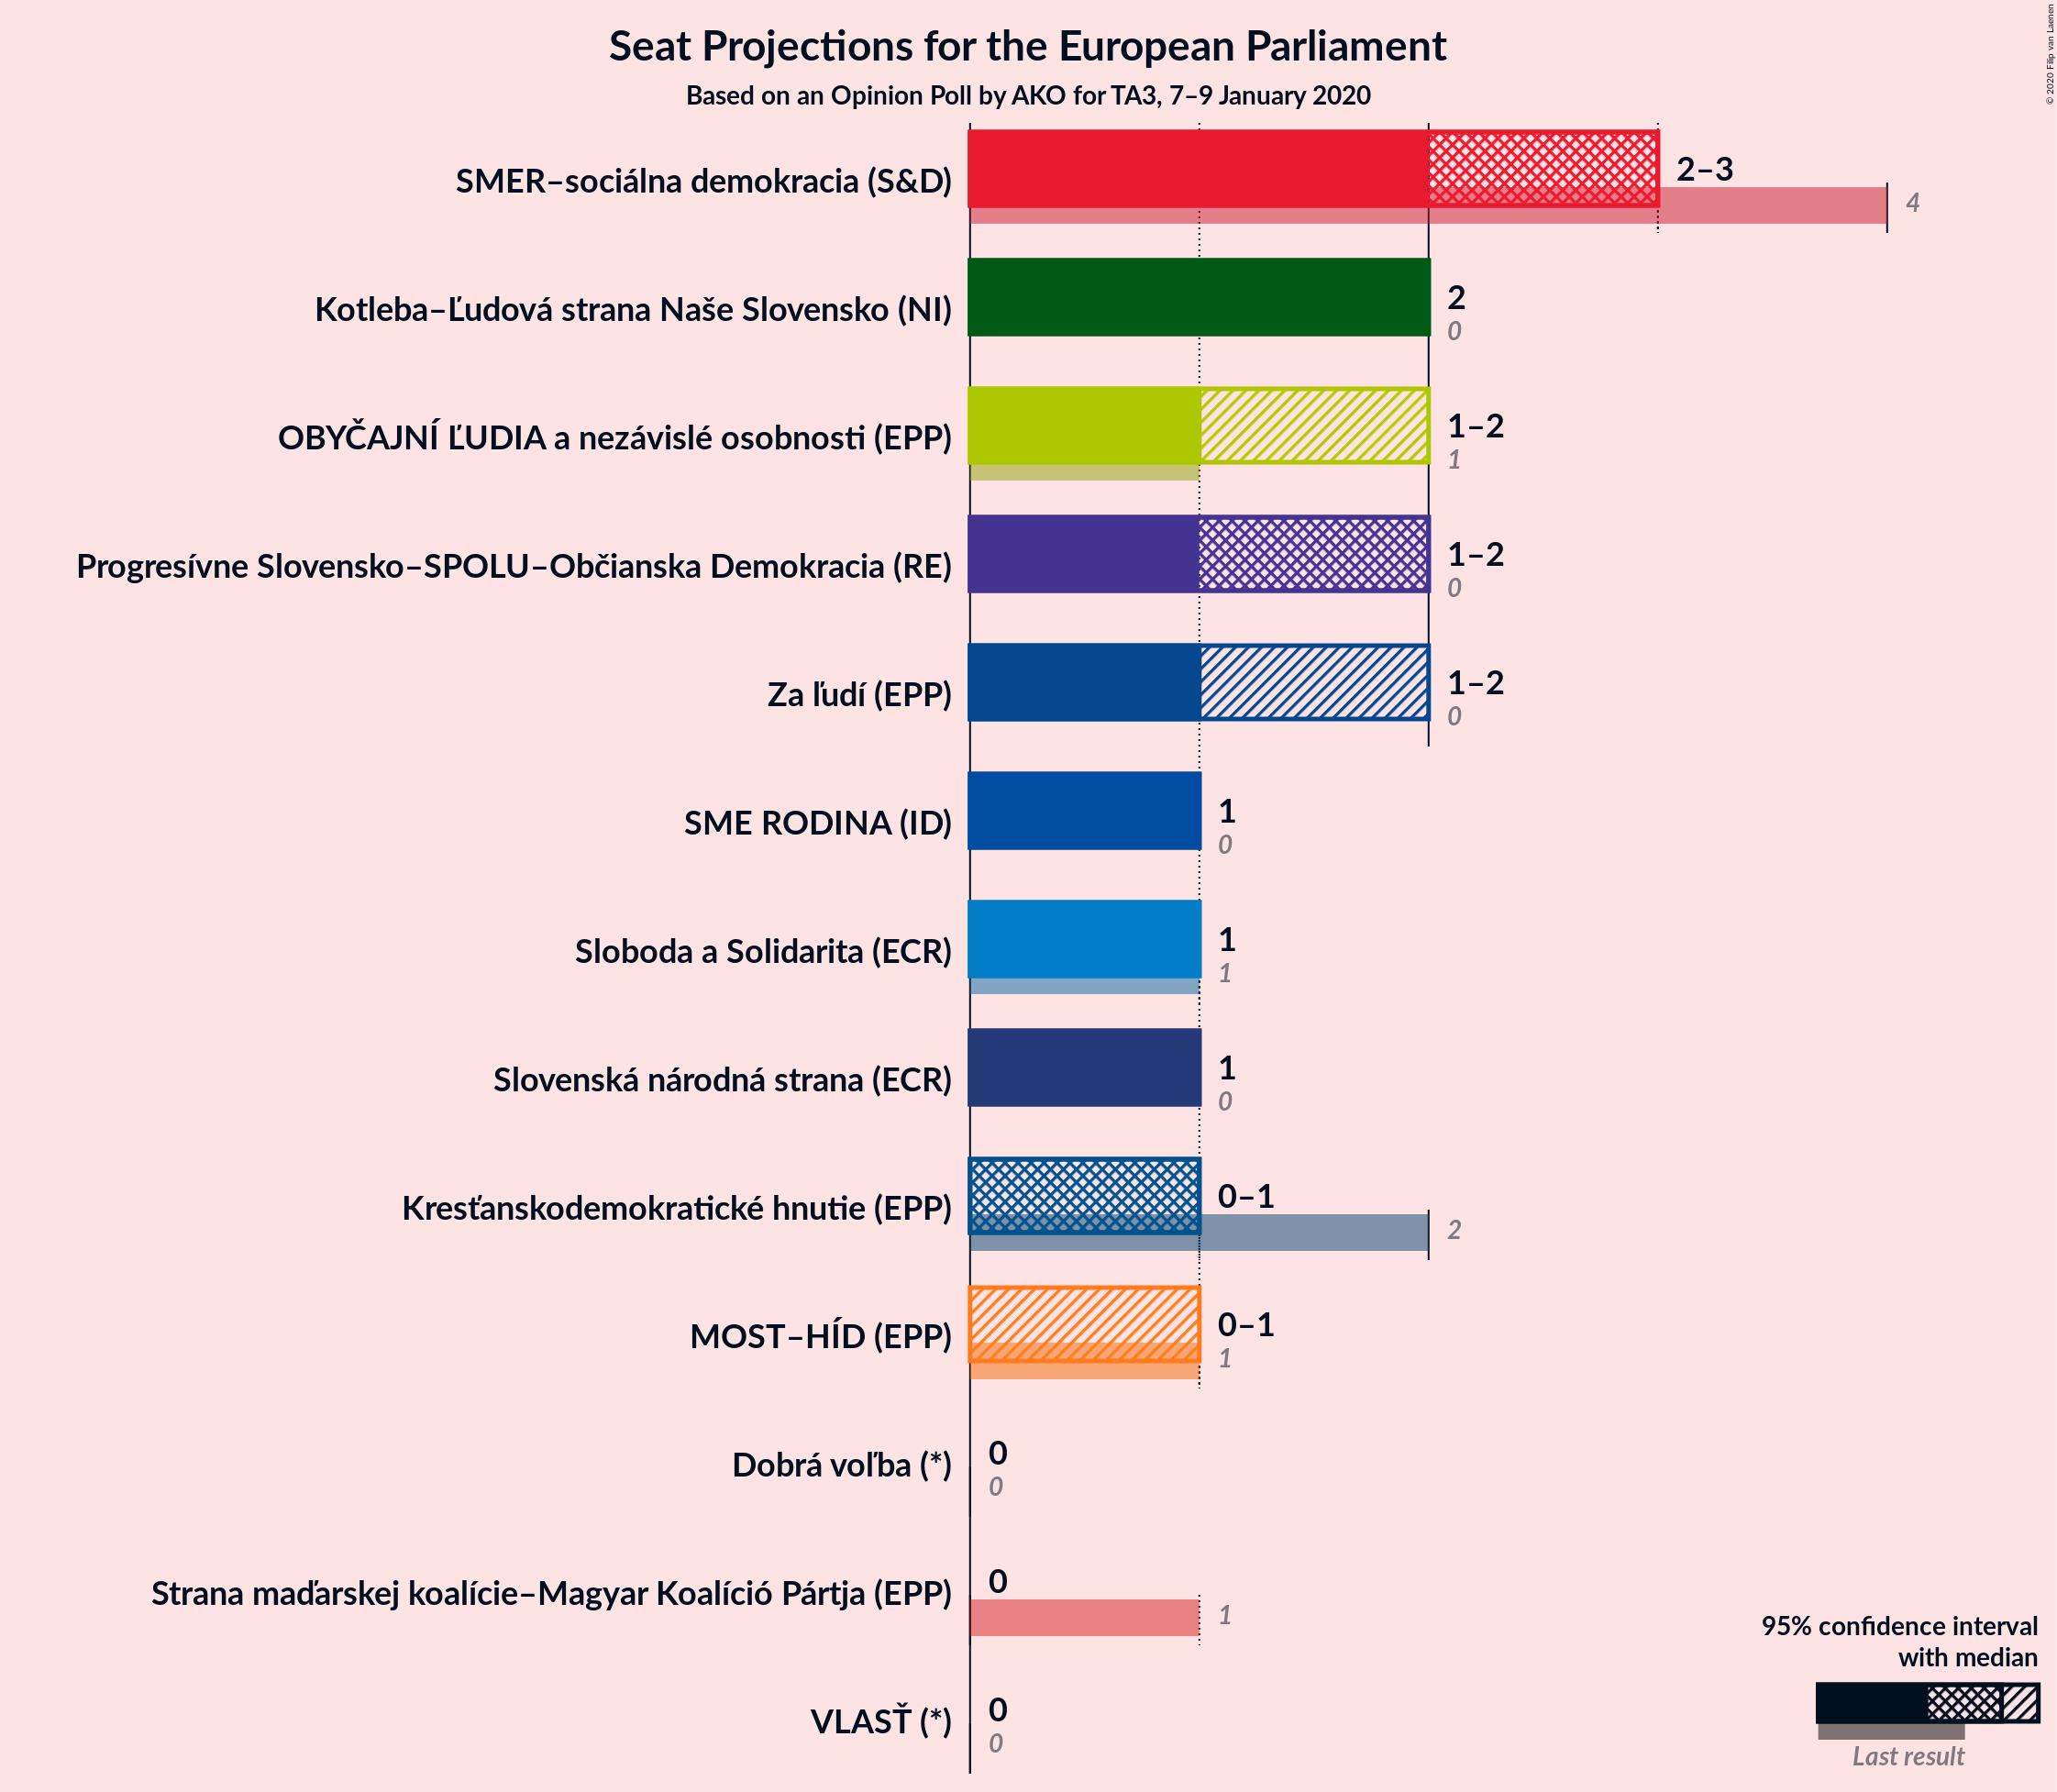 Seat Projections for the European Parliament
Based on an Opinion Poll by AKO for TA3, 7–9 January 2020
© 2020 Filip van Laenen
SMER–sociálna demokracia (S&D)
2–3
4
Kotleba–Ľudová strana Naše Slovensko (NI)
2
0
OBYČAJNÍ ĽUDIA a nezávislé osobnosti (EPP)
1–2
1
Progresívne Slovensko–SPOLU–Občianska Demokracia (RE)
1–2
0
Za ľudí (EPP)
1–2
0
SME RODINA (ID)
1
0
Sloboda a Solidarita (ECR)
1
1
Slovenská národná strana (ECR)
1
0
Kresťanskodemokratické hnutie (EPP)
0–1
2
MOST–HÍD (EPP)
0–1
1
Dobrá voľba (*)
0
0
Strana maďarskej koalície–Magyar Koalíció Pártja (EPP)
0
1
VLASŤ (*)
0
0
95% confidence interval
with median
Last result